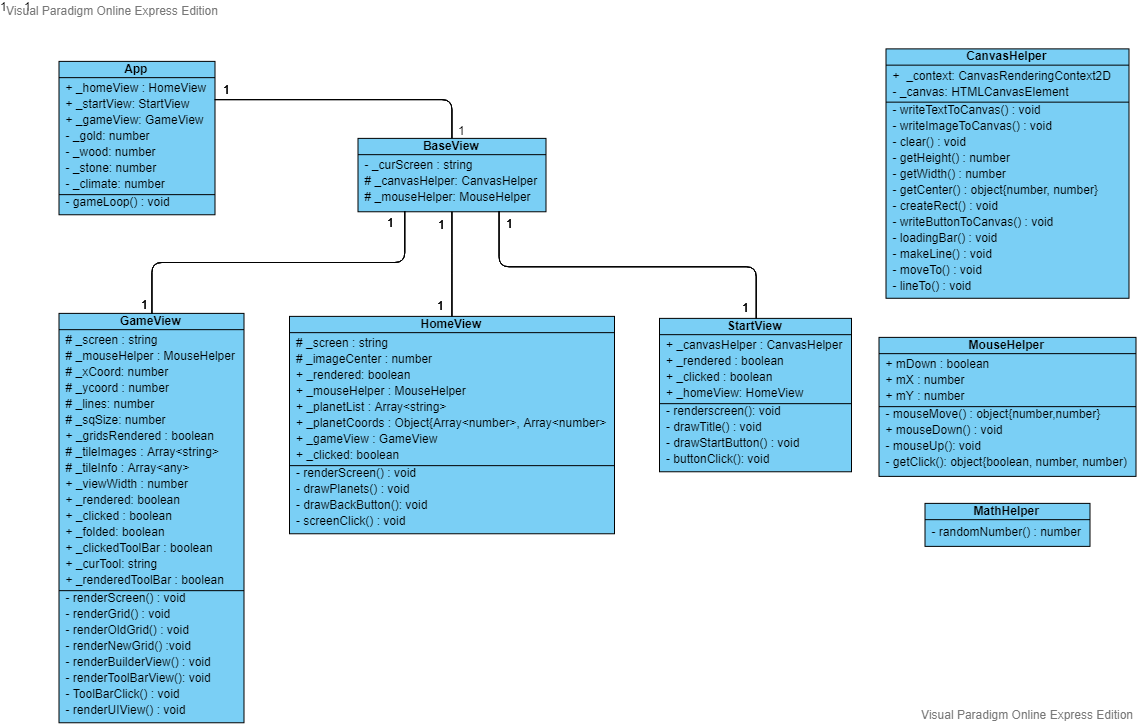 1 1
Visual Paradigm Online Express Edition
App
+ _homeView : HomeView
+ _startView: StartView
+ _gameView: GameView
- _gold: number
- _wood: number
- _stone: number
- _climate: number
- gameLoop() : void
1
1
BaseView
- _curScreen : string
# _canvasHelper: CanvasHelper
# _mouseHelper: MouseHelper
1
1
1
1
1
1
GameView
# _screen : string
# _mouseHelper : MouseHelper
# _xCoord: number
# _ycoord : number
# _lines: number
# _sqSize: number
+ _gridsRendered : boolean
# _tileImages : Array<string>
# _tileInfo : Array<any>
+ _viewWidth : number
+ _rendered: boolean
+ _clicked : boolean
+ _folded: boolean
+ _clickedToolBar : boolean
+ _curTool: string
+ _renderedToolBar : boolean
- renderScreen() : void
- renderGrid() : void
- renderOldGrid() : void
- renderNewGrid() :void
- renderBuilderView() : void
- renderToolBarView(): void
- ToolBarClick() : void
- renderUIView() : void
HomeView
# _screen : string
# _imageCenter : number
+ _rendered: boolean
+ _mouseHelper : MouseHelper
+ _planetList : Array<string>
+ _planetCoords : Object{Array<number>, Array<number>
+ _gameView : GameView
+ _clicked: boolean
- renderScreen() : void
- drawPlanets() : void
- drawBackButton(): void
- screenClick() : void
StartView
+ _canvasHelper : CanvasHelper
+ _rendered : boolean
+ _clicked : boolean
+ _homeView: HomeView
- renderscreen(): void
- drawTitle() : void
- drawStartButton() : void
- buttonClick(): void
CanvasHelper
+ _context: CanvasRenderingContext2D
- _canvas: HTMLCanvasElement
- writeTextToCanvas() : void
- writeImageToCanvas() : void
- clear() : void
- getHeight() : number
- getWidth() : number
- getCenter() : object{number, number}
- createRect() : void
- writeButtonToCanvas() : void
- loadingBar() : void
- makeLine() : void
- moveTo() : void
- lineTo() : void
MouseHelper
+ mDown : boolean
+ mX : number
+ mY : number
- mouseMove() : object{number,number}
+ mouseDown() : void
- mouseUp(): void
- getClick(): object{boolean, number, number)
MathHelper
- randomNumber() : number
Visual Paradigm Online Express Edition